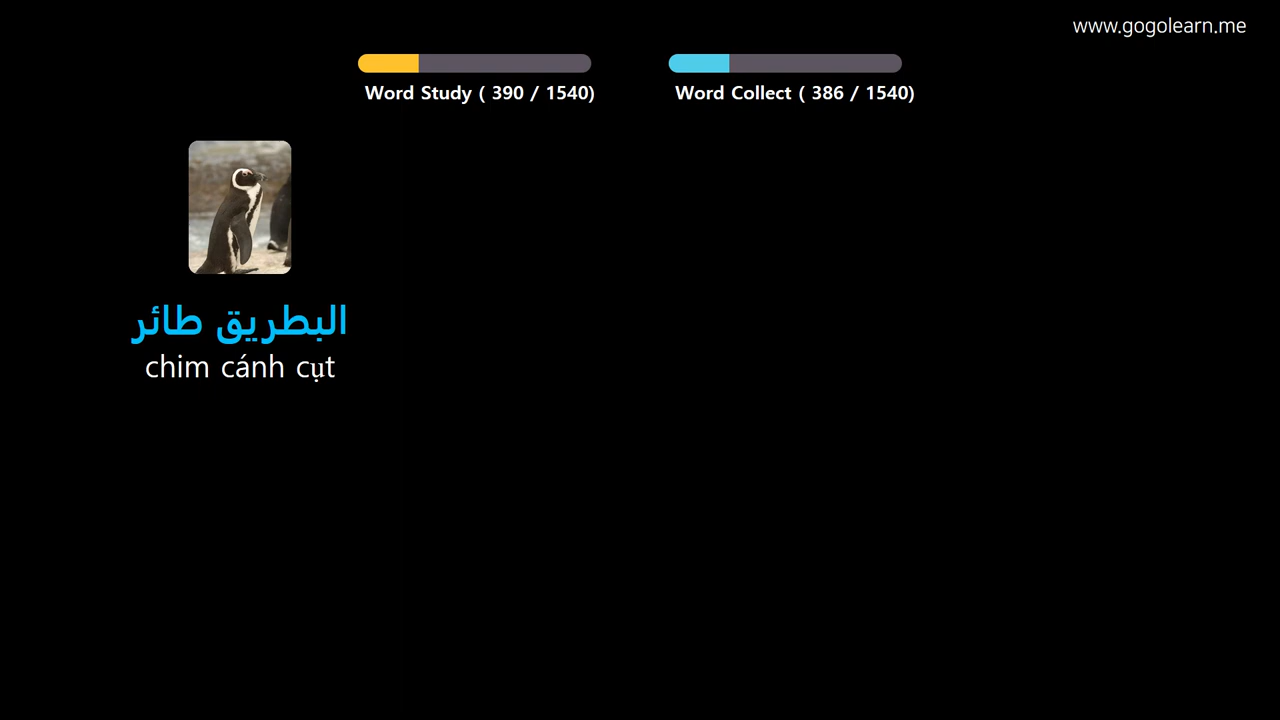 www.gogolearn.me
Word Study ( 390 / 1540)
Word Collect ( 386 / 1540)
البطريق طائر
chim cánh cụt